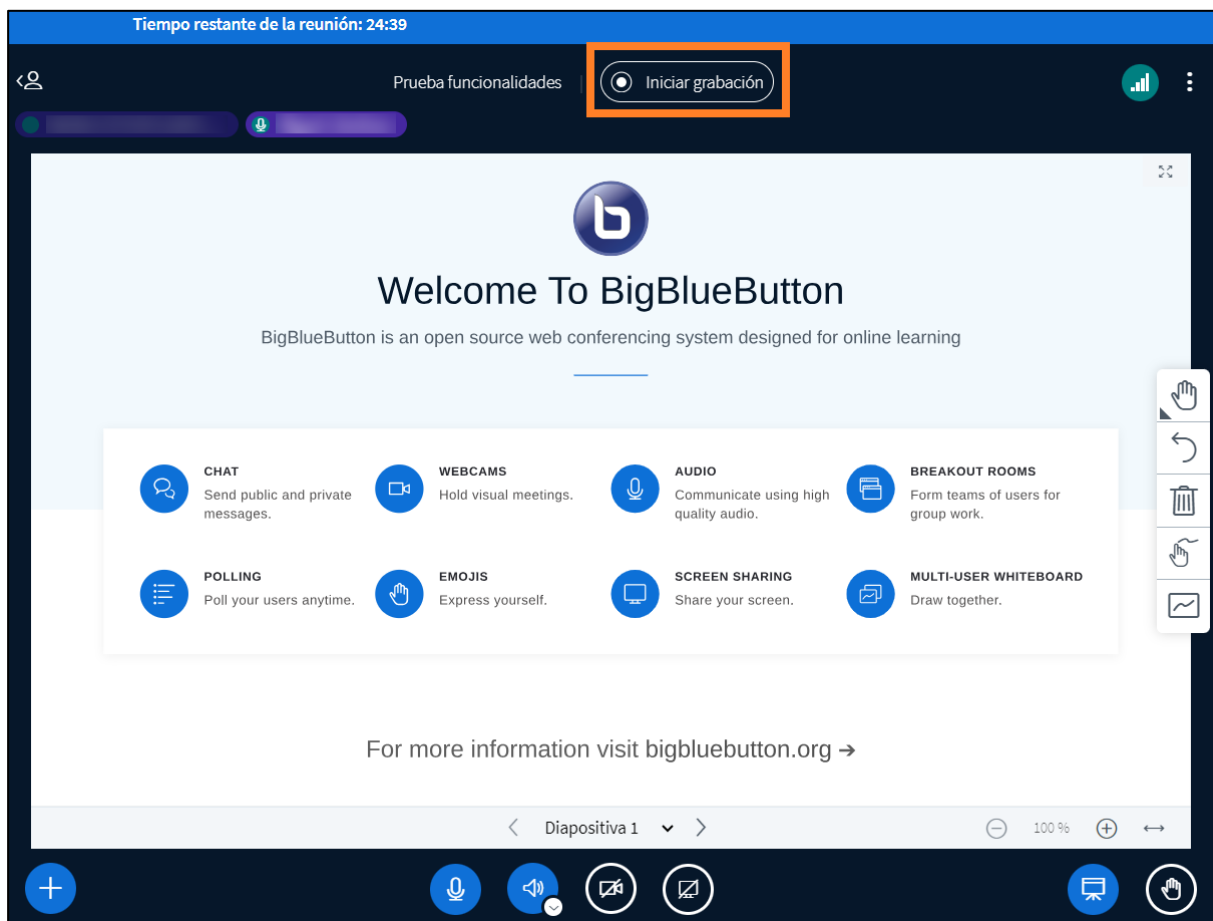 Tiempo restante de la reunión: 24:39
Prueba funcionalidades
Iniciar grabación
Welcome To BigBlueButton
BigBlueButton is an open source web conferencing system designed for online learning
CHAT
Send public and private
messages.
WEBCAMS
Hold visual meetings.
AUDIO
Communicate using high
quality audio.
BREAKOUT ROOMS
Form teams of users for
group work.
POLLING
Poll your users anytime.
EMOJIS
Express yourself.
SCREEN SHARING
Share your screen.
MULTI-USER WHITEBOARD
Draw together.
For more information visit bigbluebutton.org →
Diapositiva 1
100 %